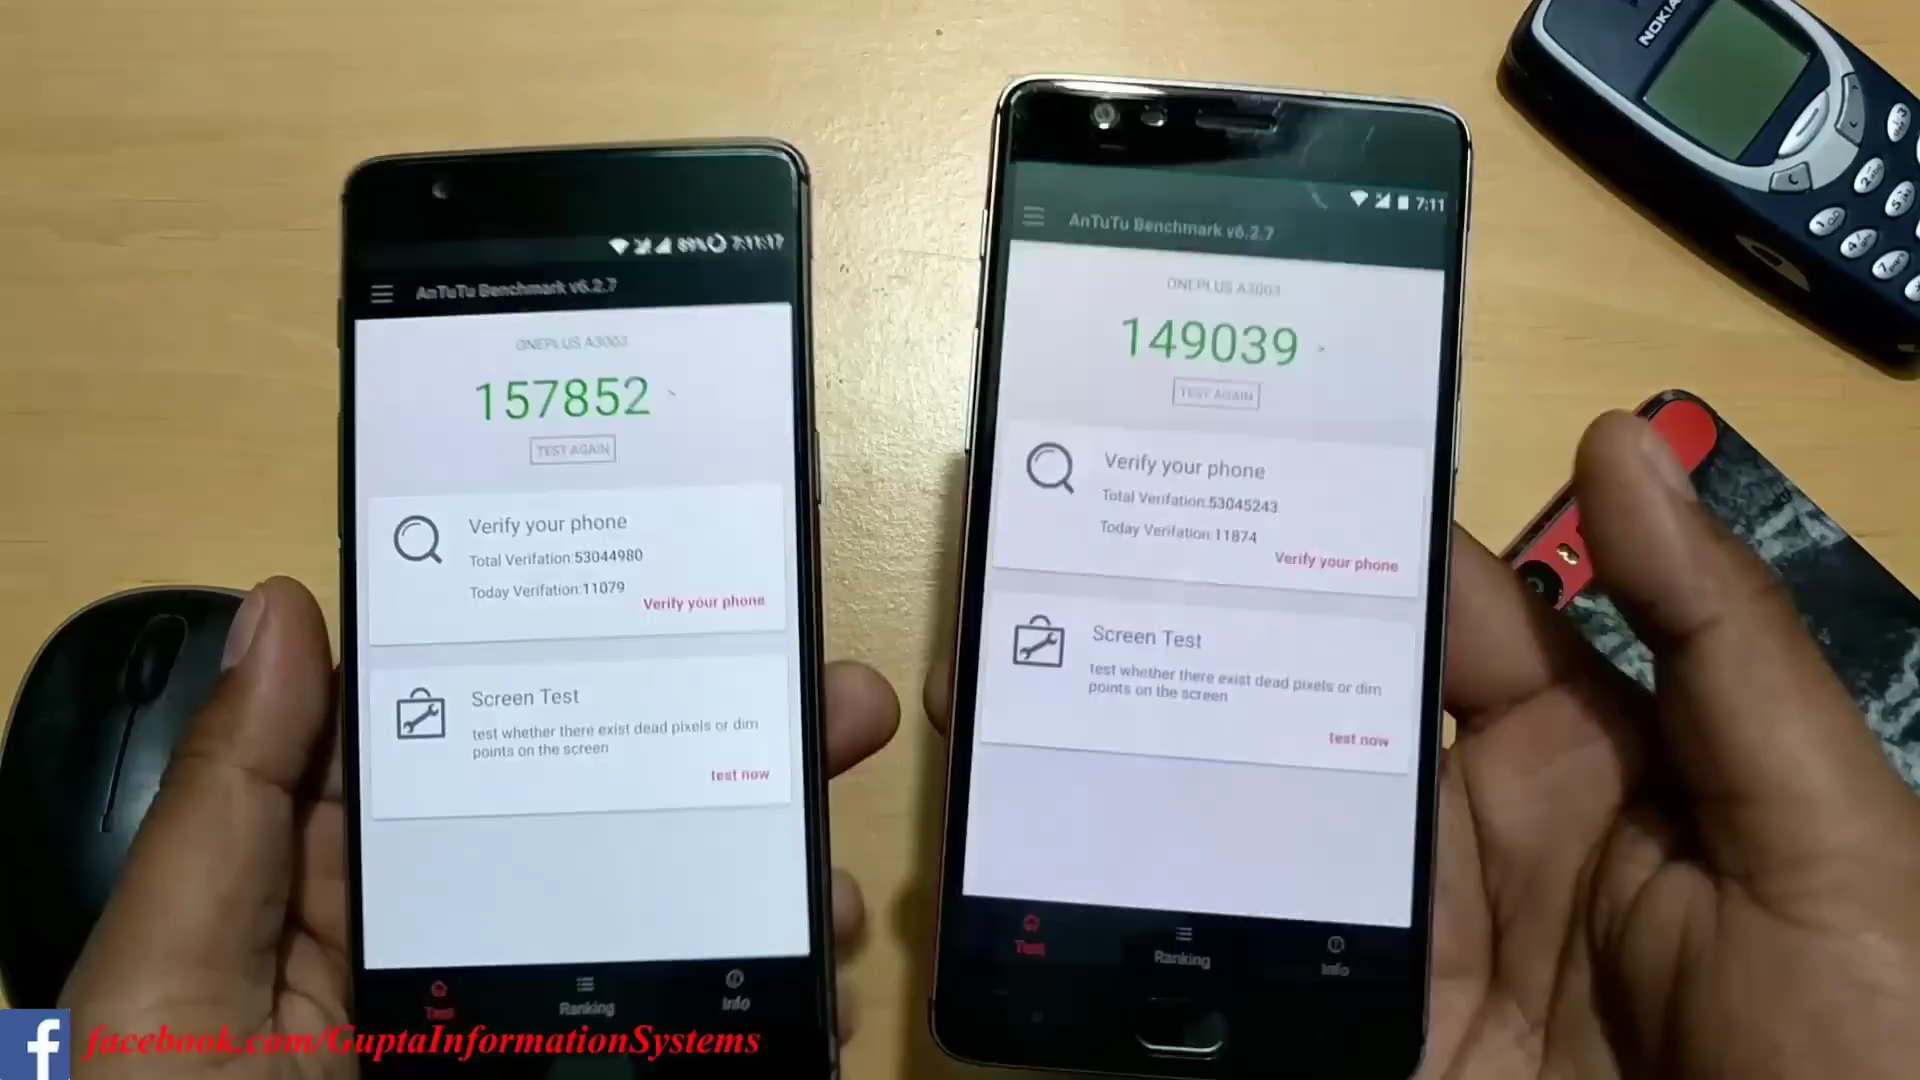 89% 7:11:17
AnTuTu Benchmark v6.2.7
ONEPLUS A3003
157852
TEST AGAIN
Verify your phone
Total Verifation:53044980
Today Verifation:11079
Verify your phone
Screen Test
test whether there exist dead pixels or dim
points on the screen
test now
Test
Ranking
Info
7:11
AnTuTu Benchmark v6.2.7
ONEPLUS A3003
149039
TEST AGAIN
Verify your phone
Total Verifation:53045243
Today Verifation:11874
Verify your phone
Screen Test
test whether there exist dead pixels or dim
points on the screen
test now
Test
Ranking
Info
NOKIA
f facebook.com/GuptaInformationSystems